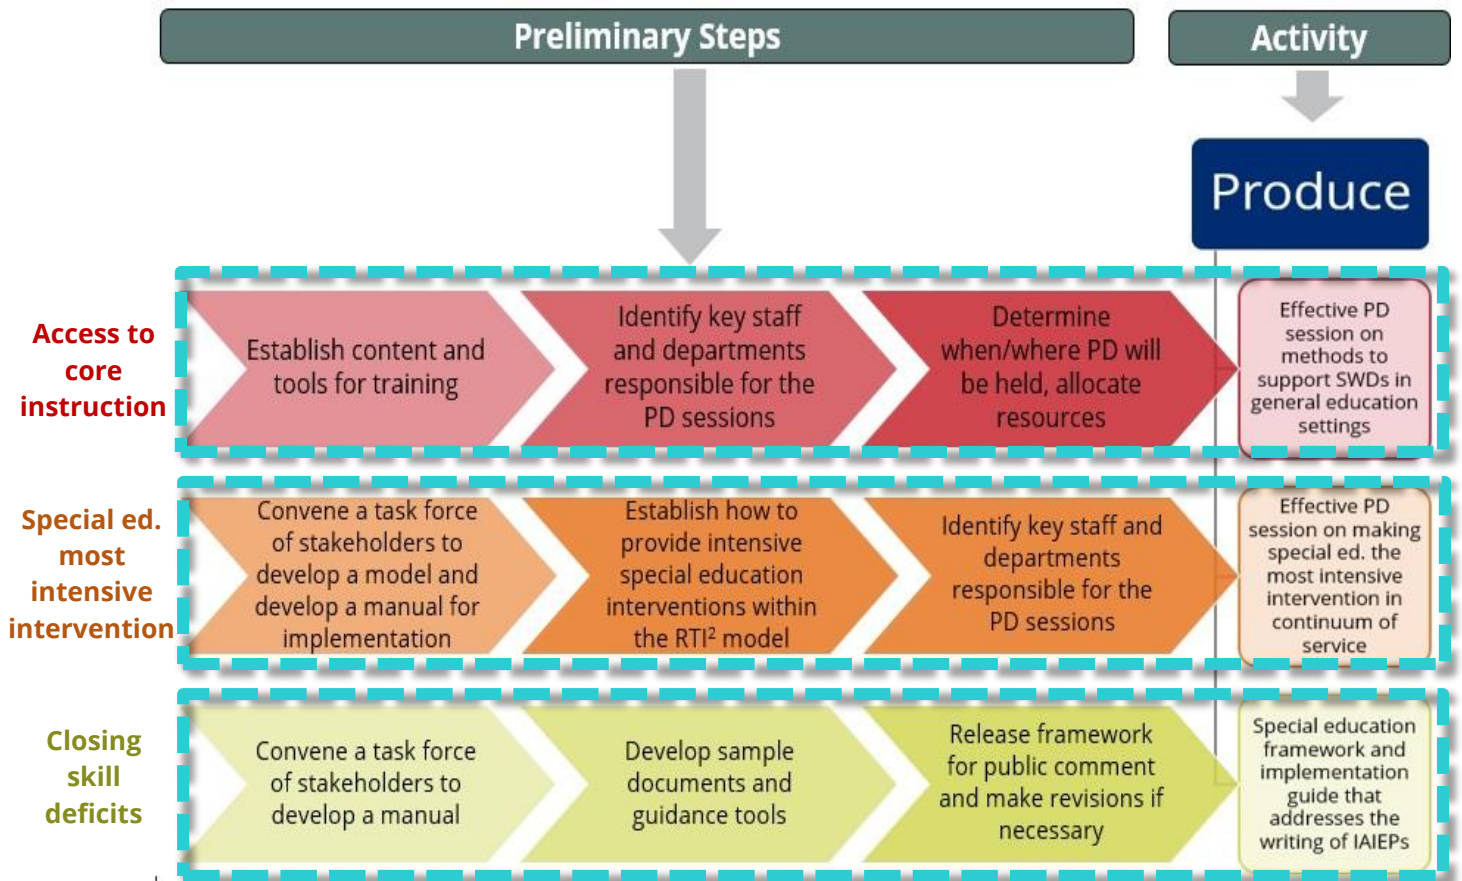 Preliminary Steps
Activity
Produce
Access to
core
instruction
Establish content and
tools for training
Identify key staff
and departments
responsible for the
PD sessions
Determine
when/where PD will
be held, allocate
resources
Effective PD
session on
methods to
support SWDs in
general education
settings
Special ed.
most
intensive
intervention
Convene a task force
of stakeholders to
develop a model and
develop a manual for
implementation
Establish how to
provide intensive
special education
interventions within
the RTI² model
Identify key staff and
departments
responsible for the
PD sessions
Effective PD
session on making
special ed. the
most intensive
intervention in
continuum of
service
Closing
skill
deficits
Convene a task force
of stakeholders to
develop a manual
Develop sample
documents and
guidance tools
Release framework
for public comment
and make revisions if
necessary
Special education
framework and
implementation
guide that
addresses the
writing of IAIEPs